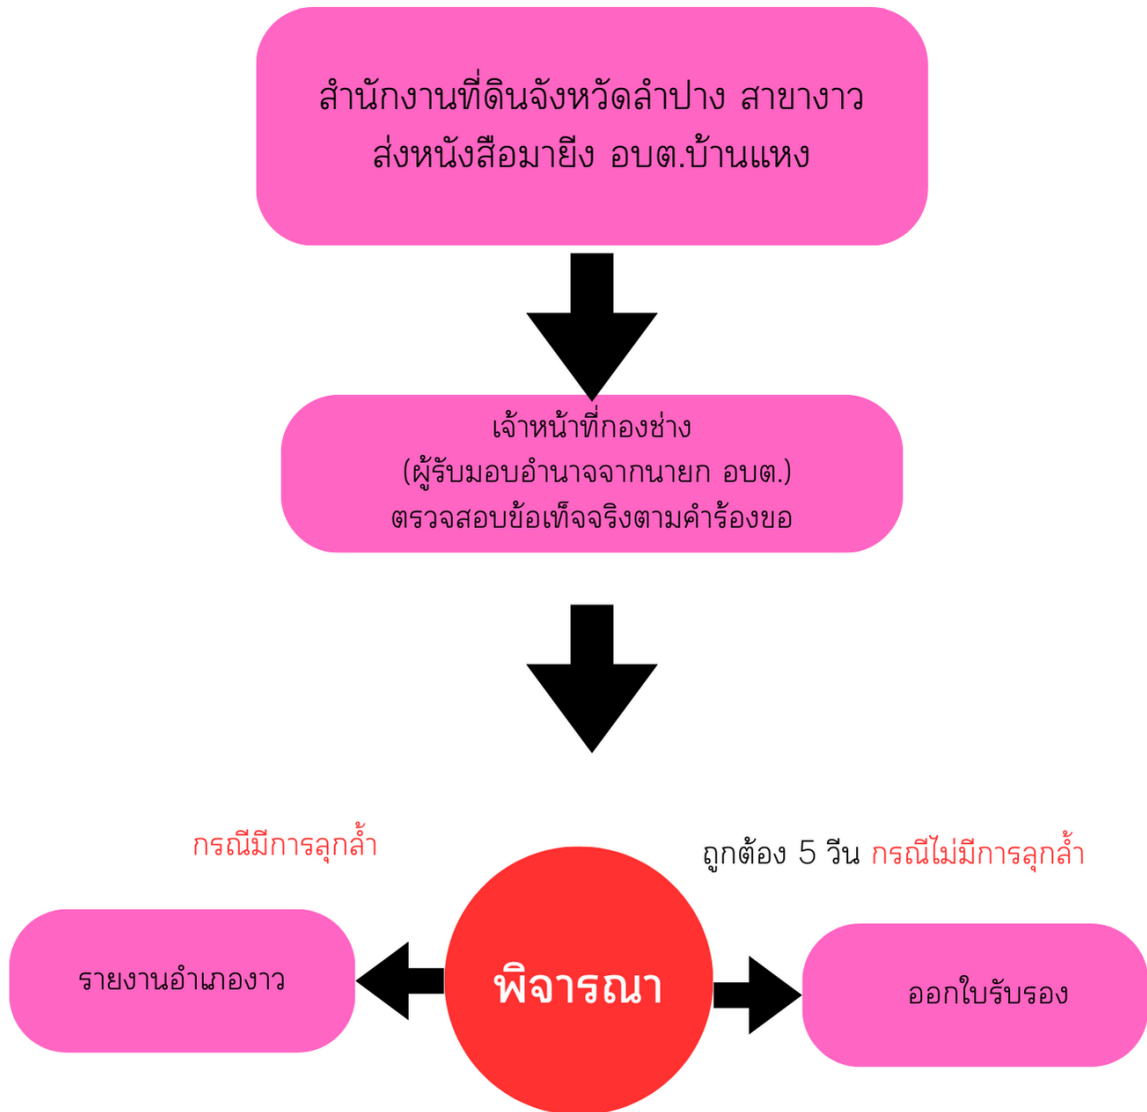 สำนักงานที่ดินจังหวัดลำปาง สาขางาว
ส่งหนังสือมายีง อบต.บ้านแหง
เจ้าหน้าที่กองช่าง
(ผู้รับมอบอำนาจจากนายก อบต.)
ตรวจสอบข้อเท็จจริงตามคำร้องขอ
กรณีมีการลุกล้ำ
ถูกต้อง 5 วีน กรณีไม่มีการลุกล้ำ
รายงานอำเภองาว
พิจารณา
ออกใบรับรอง